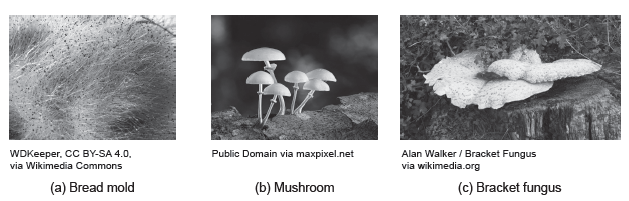 WDKeeper, CC BY-SA 4.0,
via Wikimedia Commons
(a) Bread mold
Public Domain via maxpixel.net
(b) Mushroom
Alan Walker / Bracket Fungus
via wikimedia.org
(c) Bracket fungus